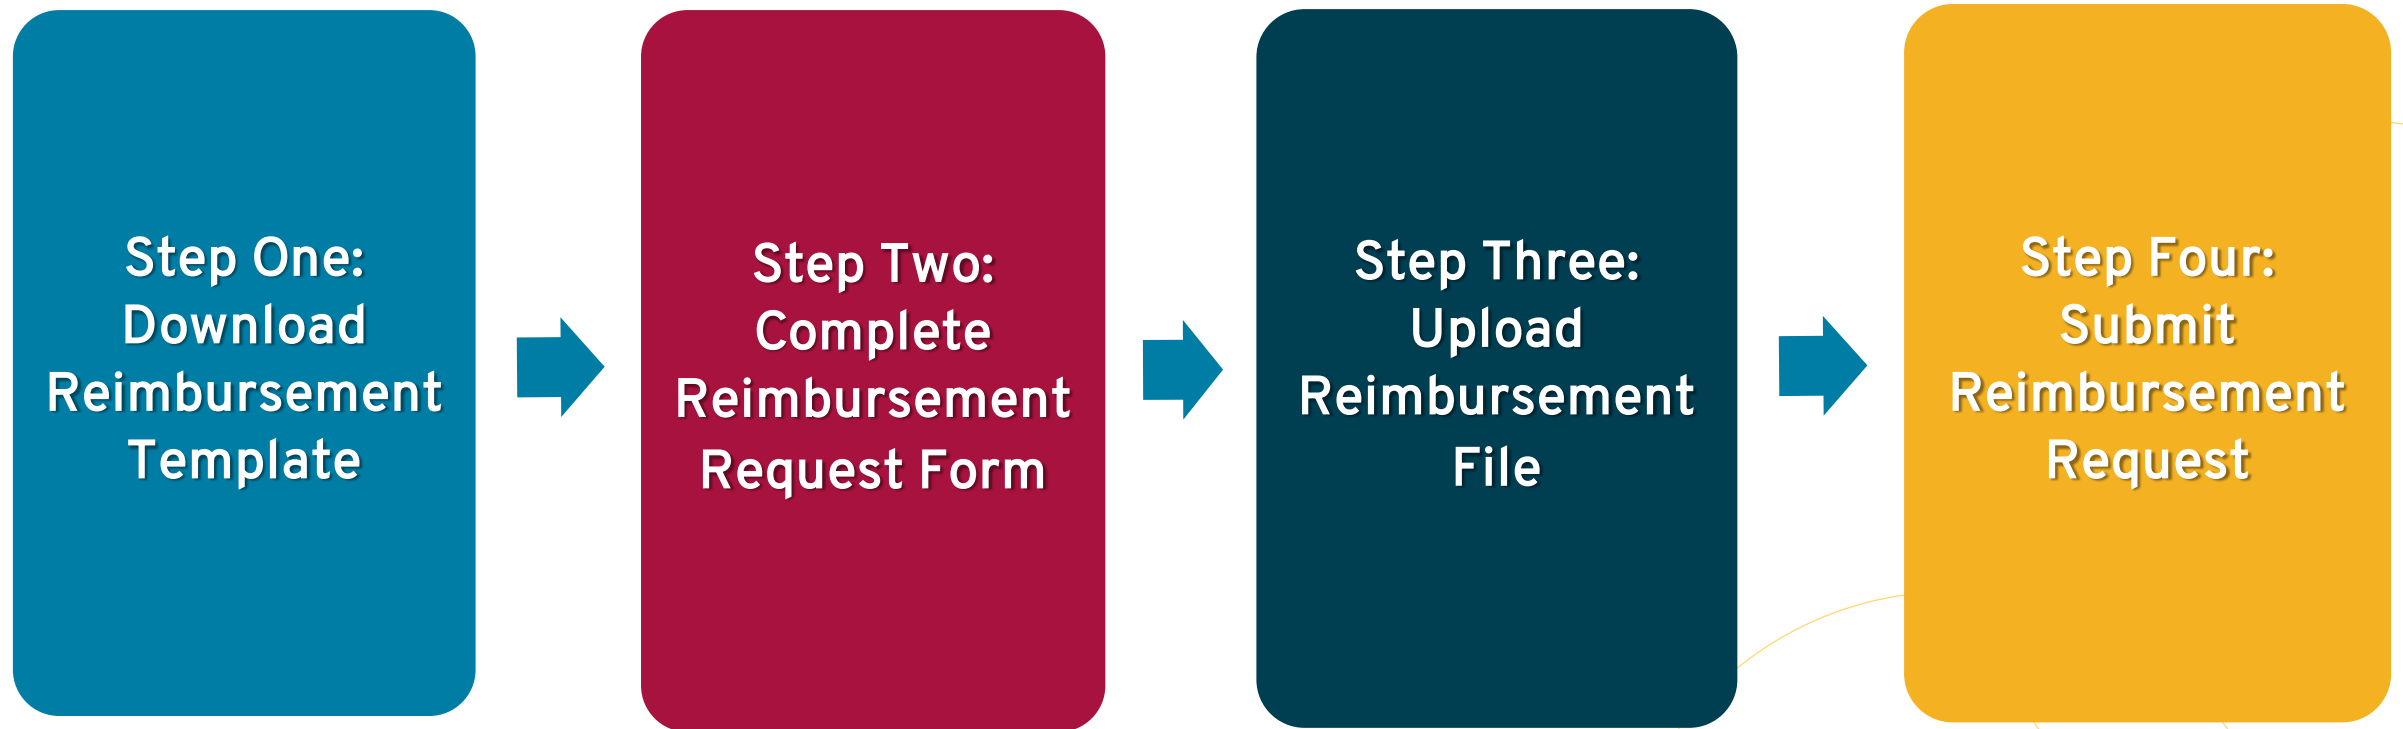 Step One:
Download
Reimbursement
Template
Step Two:
Complete
Reimbursement
Request Form
Step Three:
Upload
Reimbursement
File
Step Four:
Submit
Reimbursement
Request